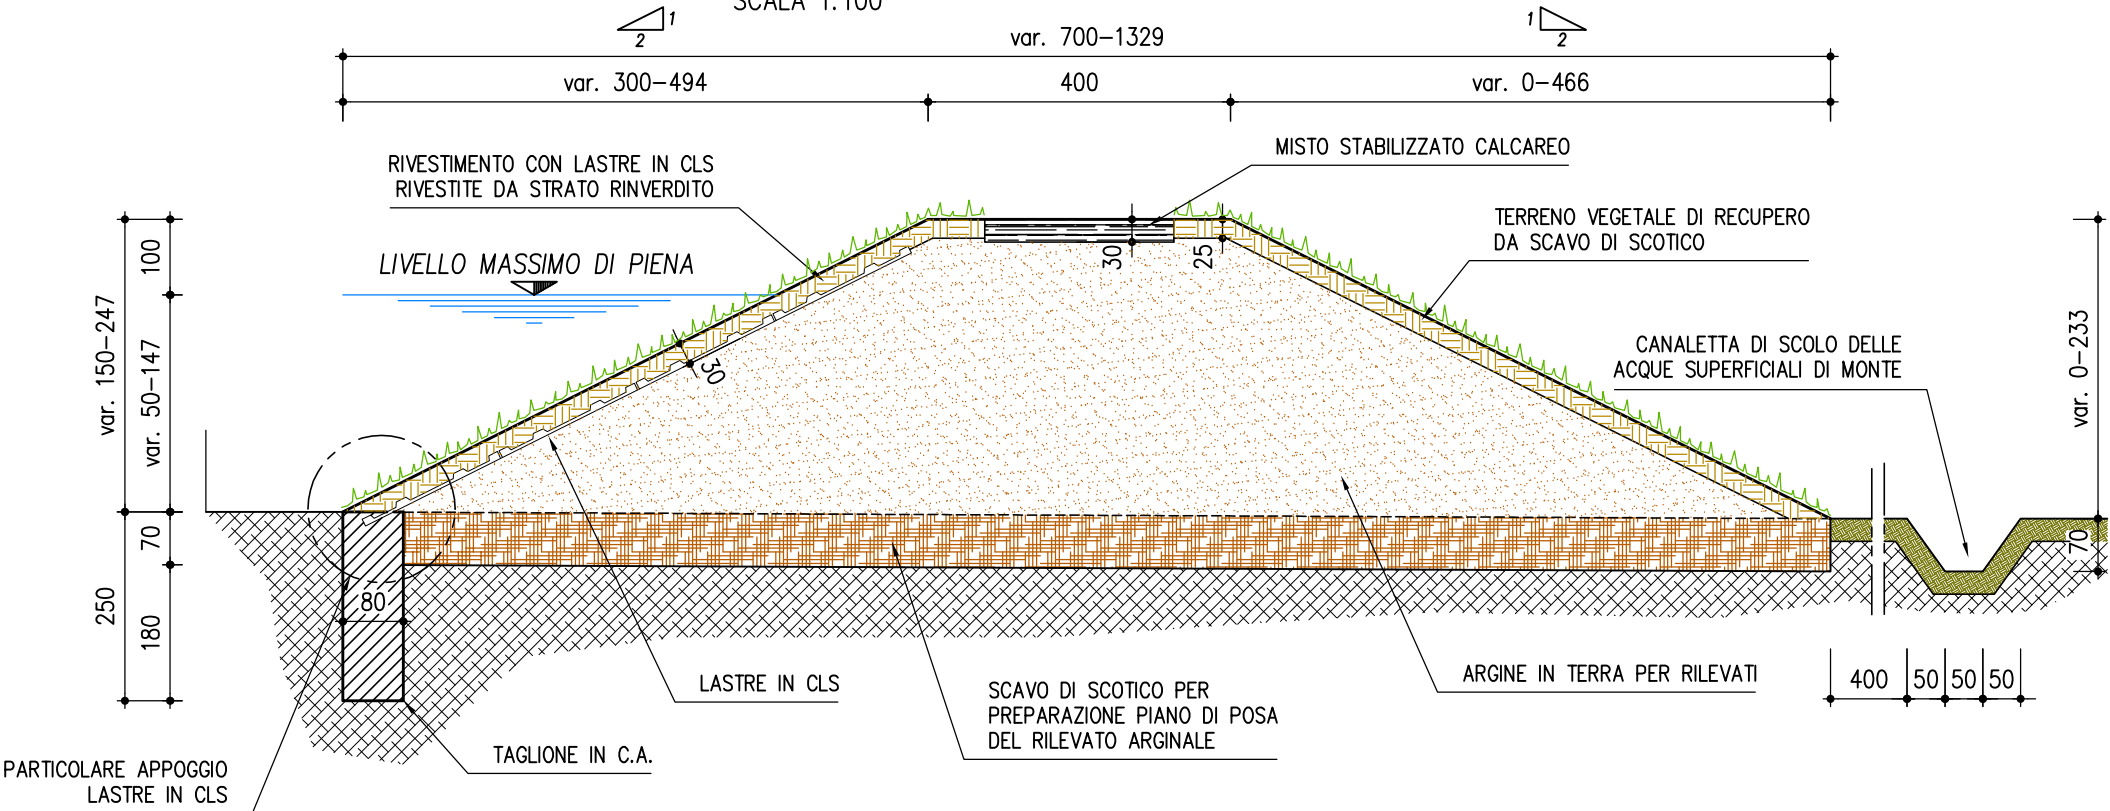 SCALA 1:100
1
2
1
2
var. 700-1329
var. 300-494
400
var. 0-466
MISTO STABILIZZATO CALCAREO
RIVESTIMENTO CON LASTRE IN CLS
RIVESTITE DA STRATO RINVERDITO
TERRENO VEGETALE DI RECUPERO
DA SCAVO DI SCOTICO
LIVELLO MASSIMO DI PIENA
100
var. 150-247
var. 50-147
30
25
30
CANALETTA DI SCOLO DELLE
ACQUE SUPERFICIALI DI MONTE
var. 0-233
70
70
250
180
80
400
50
50
50
LASTRE IN CLS
SCAVO DI SCOTICO PER
PREPARAZIONE PIANO DI POSA
DEL RILEVATO ARGINALE
ARGINE IN TERRA PER RILEVATI
TAGLIONE IN C.A.
PARTICOLARE APPOGGIO
LASTRE IN CLS